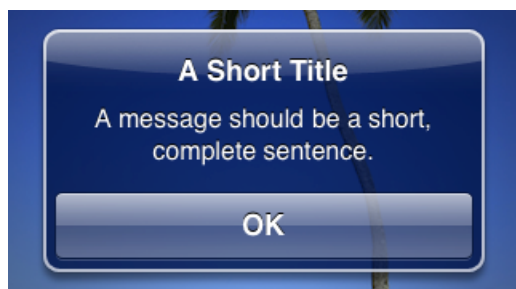 A Short Title
A message should be a short,
complete sentence.
OK